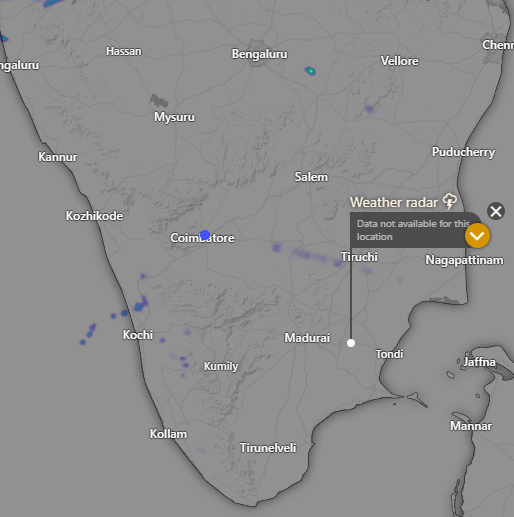 Hassan
Bengaluru
Chenn
ngaluru
Vellore
Mysuru
Kannur
Puducherry
Salem
Weather radar
Kozhikode
Data not available for this
location
Coimbatore
Tiruchi
Nagapattinam
Kochi
Madurai
Tondi
Jaffna
Kumily
Mannar
Kollam
Tirunelveli